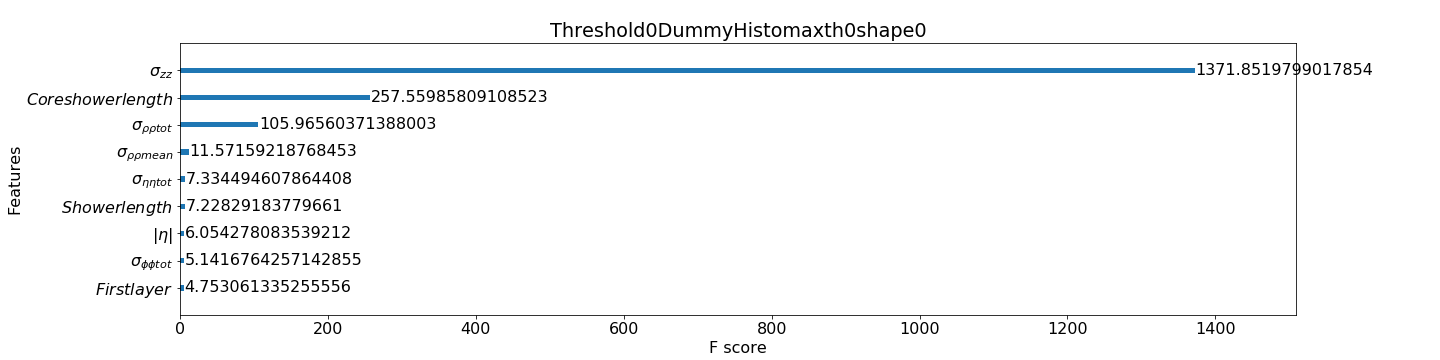 Threshold0DummyHistomaxth0shape0
σzz 1371.8519799017854
Coreshowerlength 257.55985809108523
σρρtot 105.96560371388003
σρρmean 11.57159218768453
σηηtot 7.334494607864408
Showerlength 7.22829183779661
|η| 6.054278083539212
σϕϕtot 5.1416764257142855
Firstlayer 4.753061335255556
Features
0 200 400 600 800 1000 1200 1400
F score